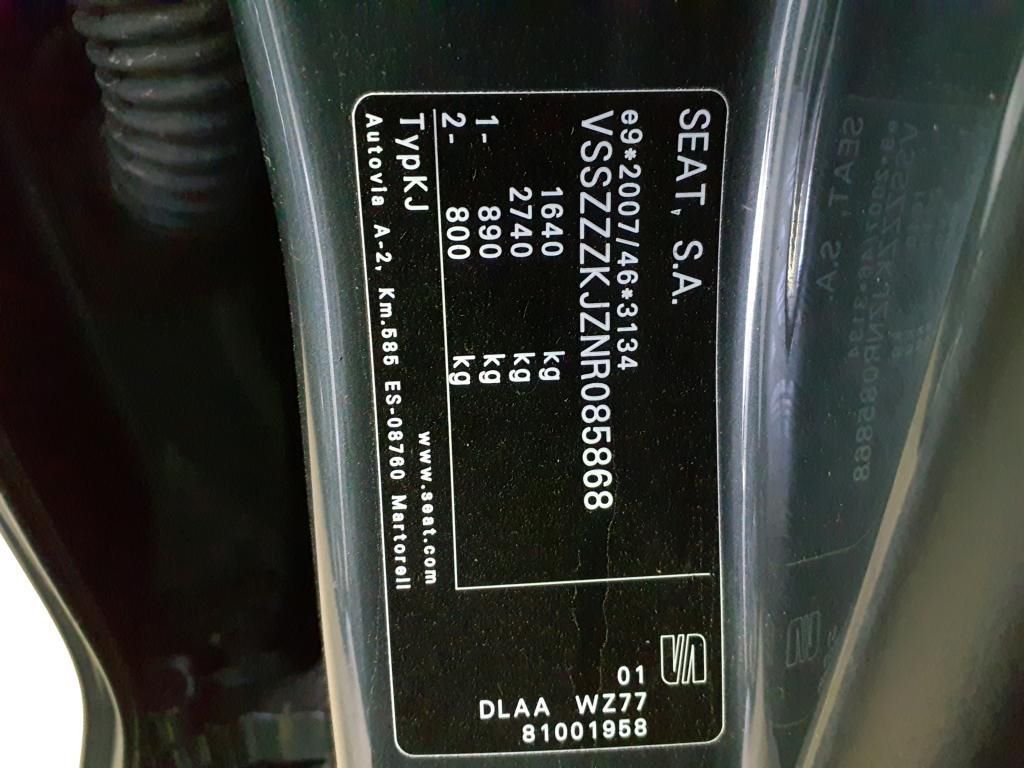 SEAT, S.A.
e9*2007/46*3134
VSSZZZKJZNR085868
1640 kg
2740 kg
1- 890 kg
2- 800 kg
TypKJ
www.seat.com
Autovia A-2, Km.585 ES-08760 Martorell
01
DLAA WZ77
81001958